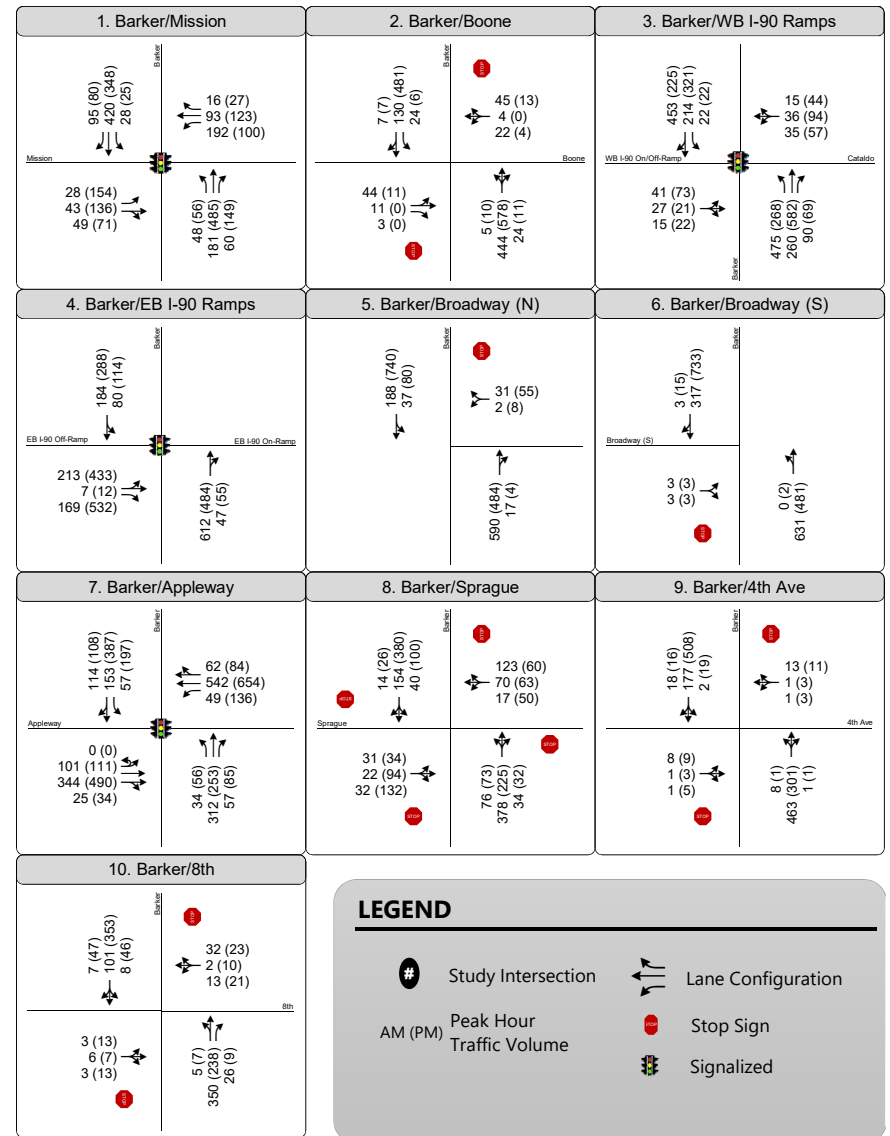 1. Barker/Mission
Barker
95 (80)
420 (348)
28 (25)
16 (27)
93 (123)
192 (100)
Mission
28 (154)
43 (136)
49 (71)
48 (56)
181 (485)
60 (149)
2. Barker/Boone
Barker
7 (7)
130 (481)
24 (6)
STOP
45 (13)
4 (0)
22 (4)
Boone
44 (11)
11 (0)
3 (0)
STOP
5 (10)
444 (578)
24 (11)
3. Barker/WB I-90 Ramps
453 (225)
214 (321)
22 (22)
15 (44)
36 (94)
35 (57)
WB I-90 On/Off-Ramp
Cataldo
41 (73)
27 (21)
15 (22)
Barker
475 (268)
260 (582)
90 (69)
4. Barker/EB I-90 Ramps
Barker
184 (288)
80 (114)
EB I-90 Off-Ramp
EB I-90 On-Ramp
213 (433)
7 (12)
169 (532)
612 (484)
47 (55)
5. Barker/Broadway (N)
Barker
188 (740)
37 (80)
STOP
31 (55)
2 (8)
590 (484)
17 (4)
6. Barker/Broadway (S)
Barker
3 (15)
317 (733)
Broadway (S)
3 (3)
3 (3)
STOP
0 (2)
631 (481)
7. Barker/Appleway
Barker
114 (108)
153 (387)
57 (197)
62 (84)
542 (654)
49 (136)
Appleway
0 (0)
101 (111)
344 (490)
25 (34)
34 (56)
312 (253)
57 (85)
8. Barker/Sprague
Barker
14 (26)
154 (380)
40 (100)
STOP
STOP
123 (60)
70 (63)
17 (50)
Sprague
STOP
31 (34)
22 (94)
32 (132)
STOP
76 (73)
378 (225)
34 (32)
9. Barker/4th Ave
Barker
18 (16)
177 (508)
2 (19)
STOP
13 (11)
1 (3)
1 (3)
4th Ave
8 (9)
1 (3)
1 (5)
STOP
8 (1)
463 (301)
1 (1)
10. Barker/8th
Barker
7 (47)
101 (353)
8 (46)
STOP
32 (23)
2 (10)
13 (21)
8th
3 (13)
6 (7)
3 (13)
STOP
5 (7)
350 (238)
26 (9)
LEGEND
# Study Intersection
Lane Configuration
AM (PM) Peak Hour
Traffic Volume
STOP Stop Sign
Signalized